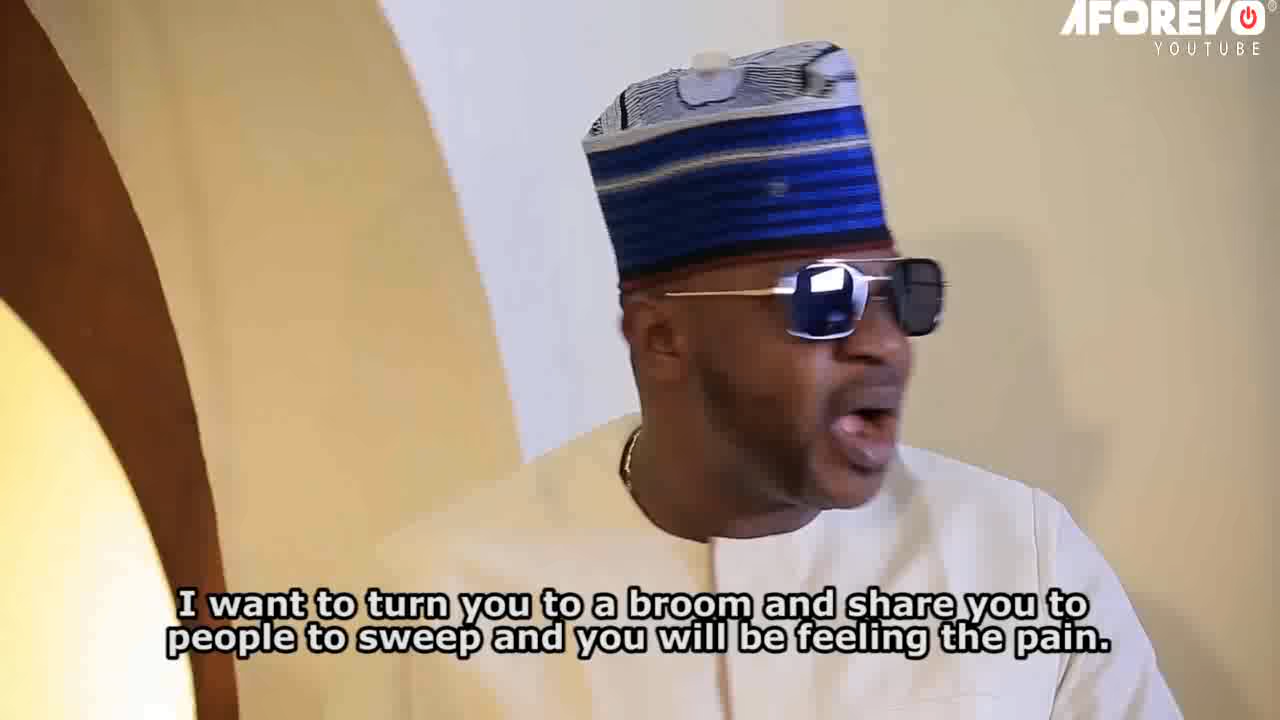 AFOREVO
YOUTUBE
I want to turn you to a broom and share you to
people to sweep and you will be feeling the pain.